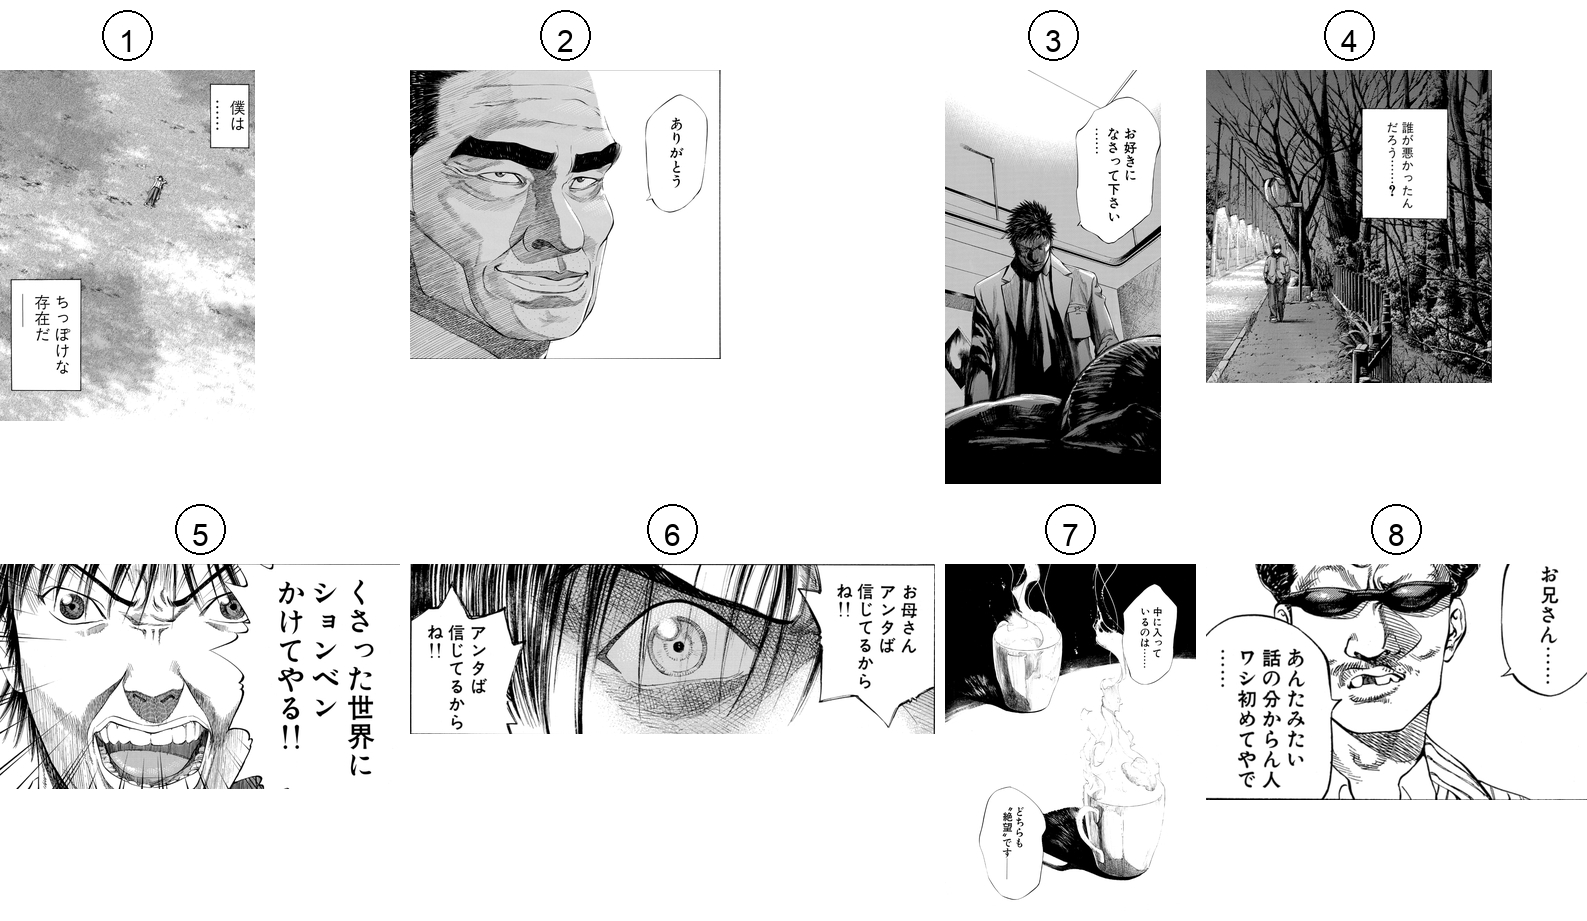 1
僕は
……
ちっぽけな
存在だ
──
2
ありがとう
3
お好きに
なさって下さい
……
4
誰が悪かったん
だろう……?
5
くさった世界に
ションベン
かけてやる!!
6
お母さん
アンタば
信じてるから
ね!!
アンタば
信じてるから
ね!!
7
中に入って
いるのは……
どちらも
〝絶望〟です──
8
お兄さん……
あんたみたい
話の分からん人
ワシ初めてやで
……